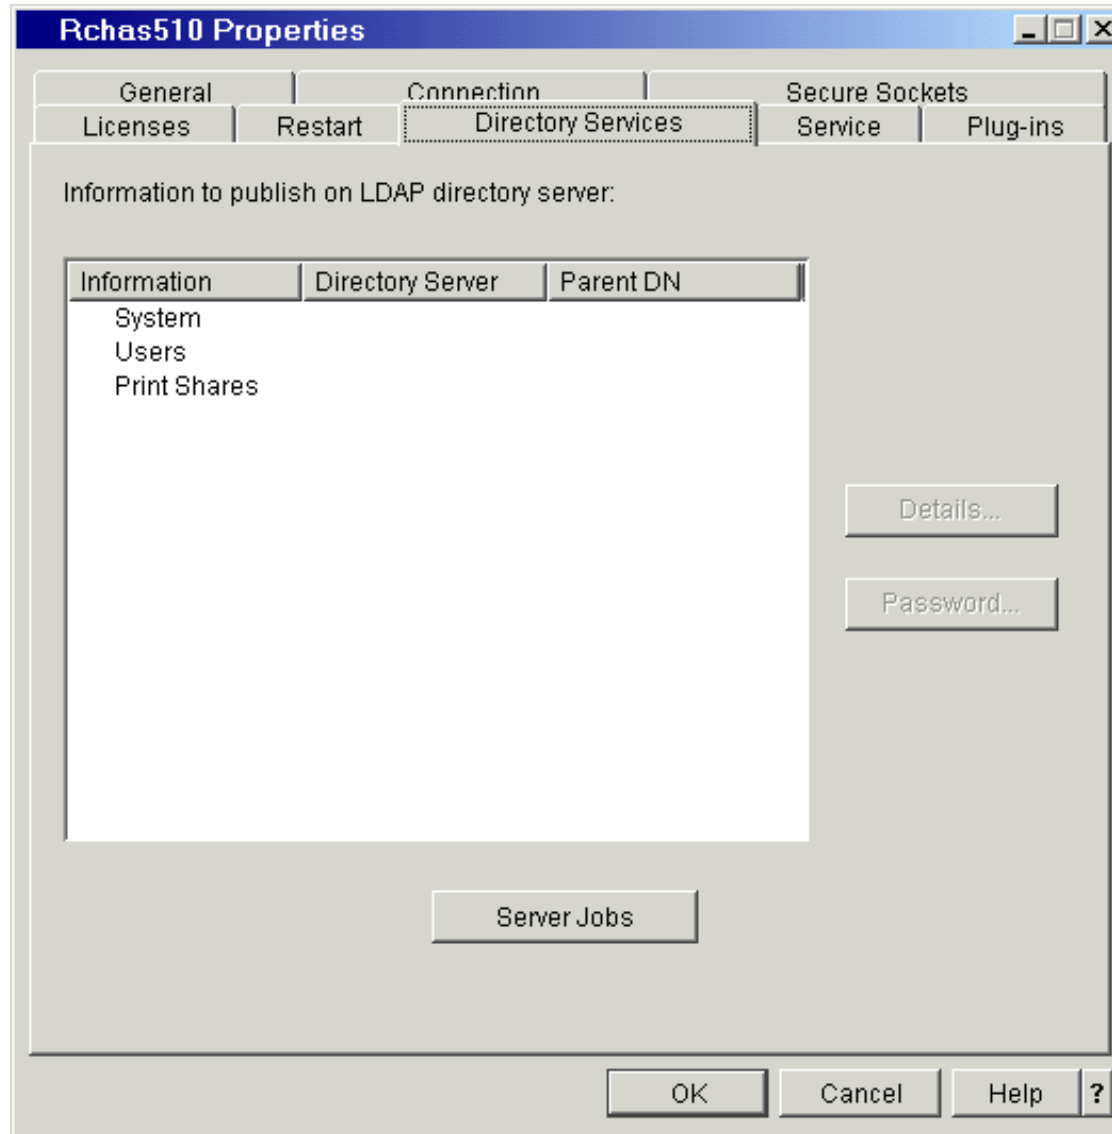 Rchas510 Properties
General Connection Secure Sockets
Licenses Restart Directory Services Service Plug-ins
Information to publish on LDAP directory server:
Information Directory Server Parent DN
System
Users
Print Shares
Details...
Password...
Server Jobs
OK Cancel Help ?